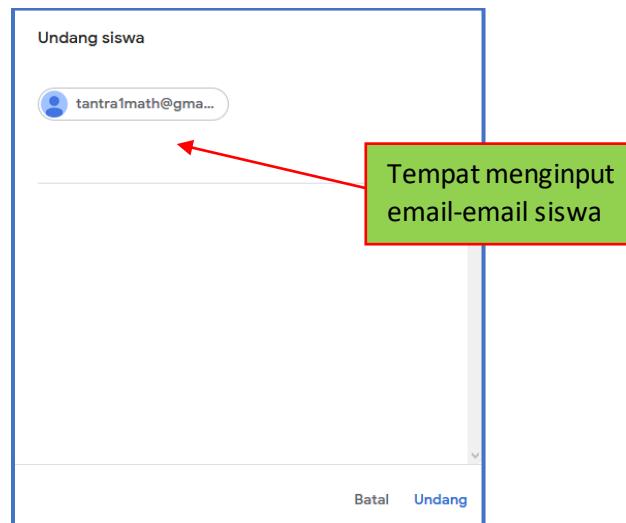 Undang siswa
tantra1math@gma...
Tempat menginput
email-email siswa
Batal Undang